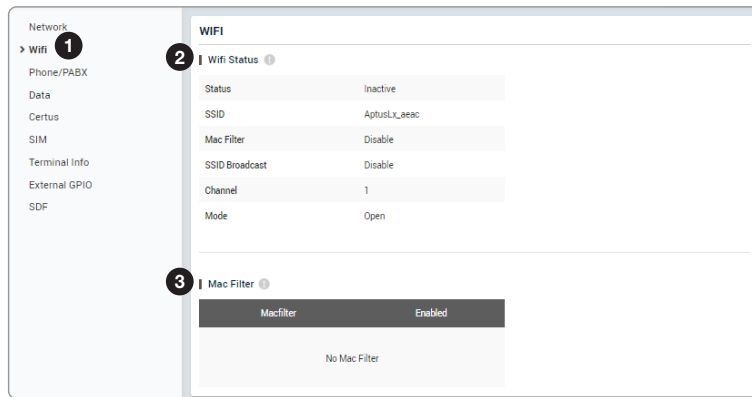 Network
Wifi
1
Phone/PABX
Data
Certus
SIM
Terminal Info
External GPIO
SDF
WIFI
2 Wifi Status !
Status Inactive
SSID AptusLx_aeac
Mac Filter Disable
SSID Broadcast Disable
Channel 1
Mode Open
3 Mac Filter !
Macfilter Enabled
No Mac Filter